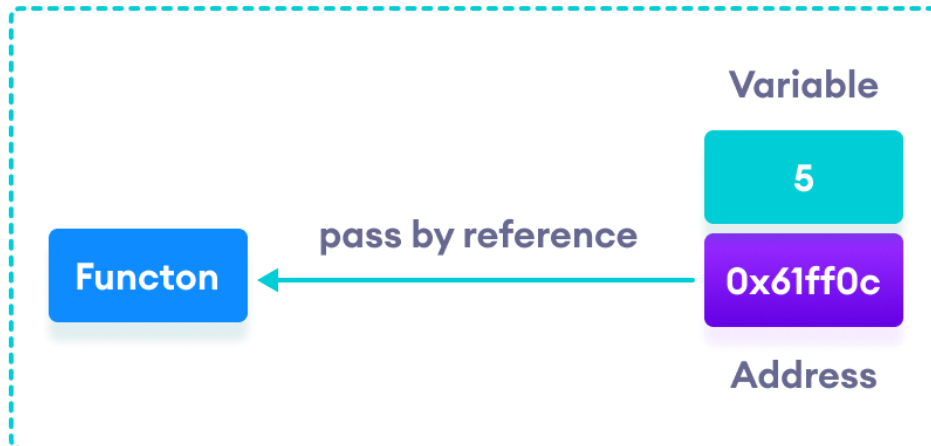 Variable
5
pass by reference
Functon
0x61ff0c
Address